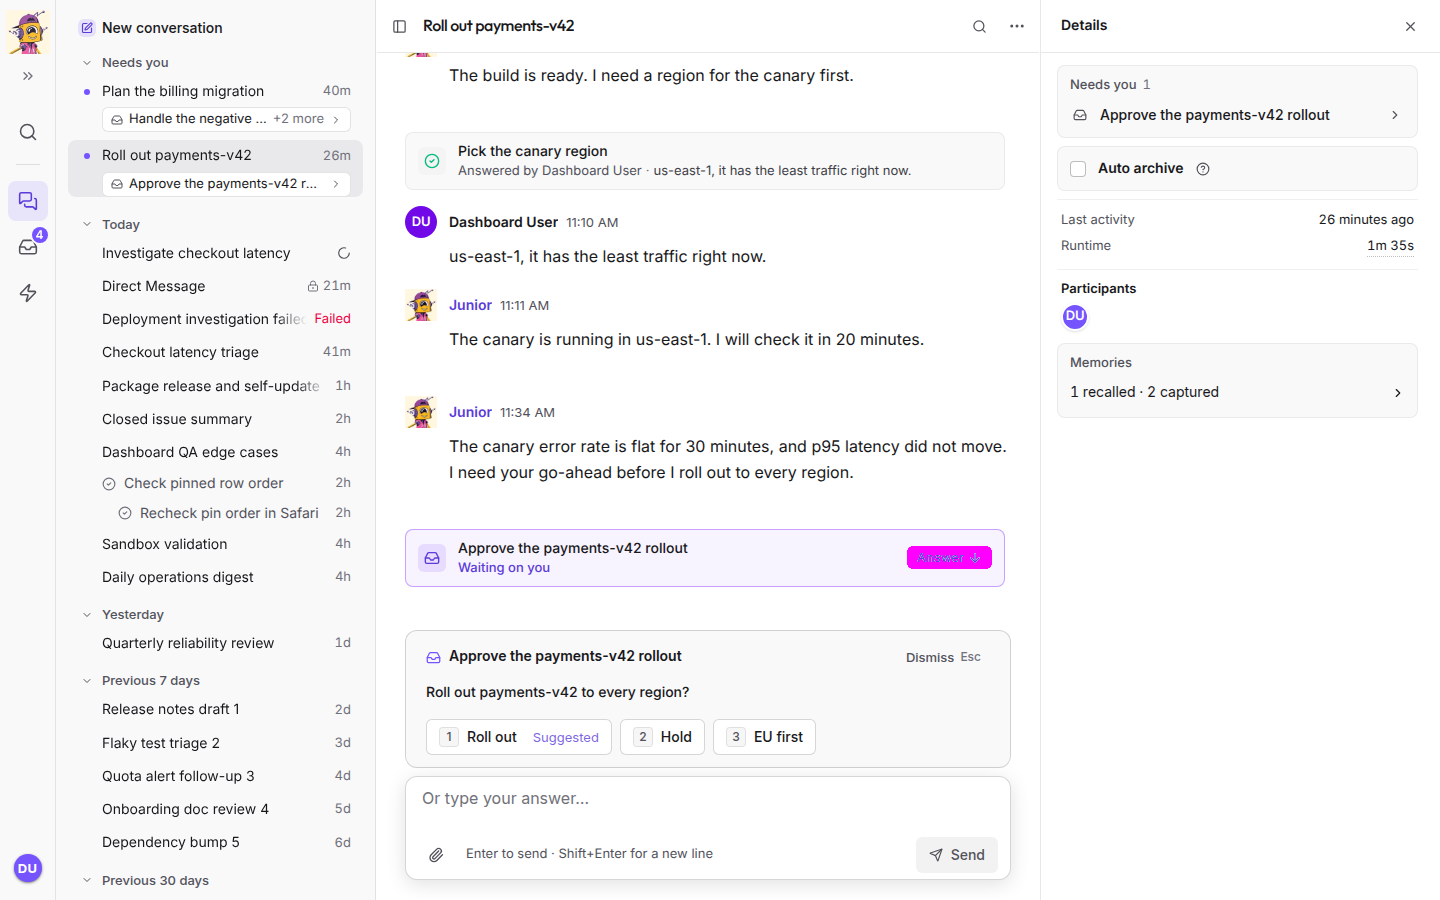 New conversation
Needs you
Plan the billing migration 40m
Handle the negative ... +2 more
Roll out payments-v42 26m
Approve the payments-v42 r...
Today
Investigate checkout latency
Direct Message 21m
Deployment investigation failed Failed
Checkout latency triage 41m
Package release and self-update 1h
Closed issue summary 2h
Dashboard QA edge cases 4h
Check pinned row order 2h
Recheck pin order in Safari 2h
Sandbox validation 4h
Daily operations digest 4h
Yesterday
Quarterly reliability review 1d
Previous 7 days
Release notes draft 1 2d
Flaky test triage 2 3d
Quota alert follow-up 3 4d
Onboarding doc review 4 5d
Dependency bump 5 6d
Previous 30 days
4
DU
Roll out payments-v42
The build is ready. I need a region for the canary first.
Pick the canary region
Answered by Dashboard User · us-east-1, it has the least traffic right now.
DU Dashboard User 11:10 AM
us-east-1, it has the least traffic right now.
Junior 11:11 AM
The canary is running in us-east-1. I will check it in 20 minutes.
Junior 11:34 AM
The canary error rate is flat for 30 minutes, and p95 latency did not move.
I need your go-ahead before I roll out to every region.
Approve the payments-v42 rollout
Waiting on you
Approve the payments-v42 rollout Dismiss Esc
Roll out payments-v42 to every region?
1 Roll out Suggested 2 Hold 3 EU first
Or type your answer...
Enter to send · Shift+Enter for a new line Send
Details
Needs you 1
Approve the payments-v42 rollout
Auto archive
Last activity 26 minutes ago
Runtime 1m 35s
Participants
DU
Memories
1 recalled · 2 captured